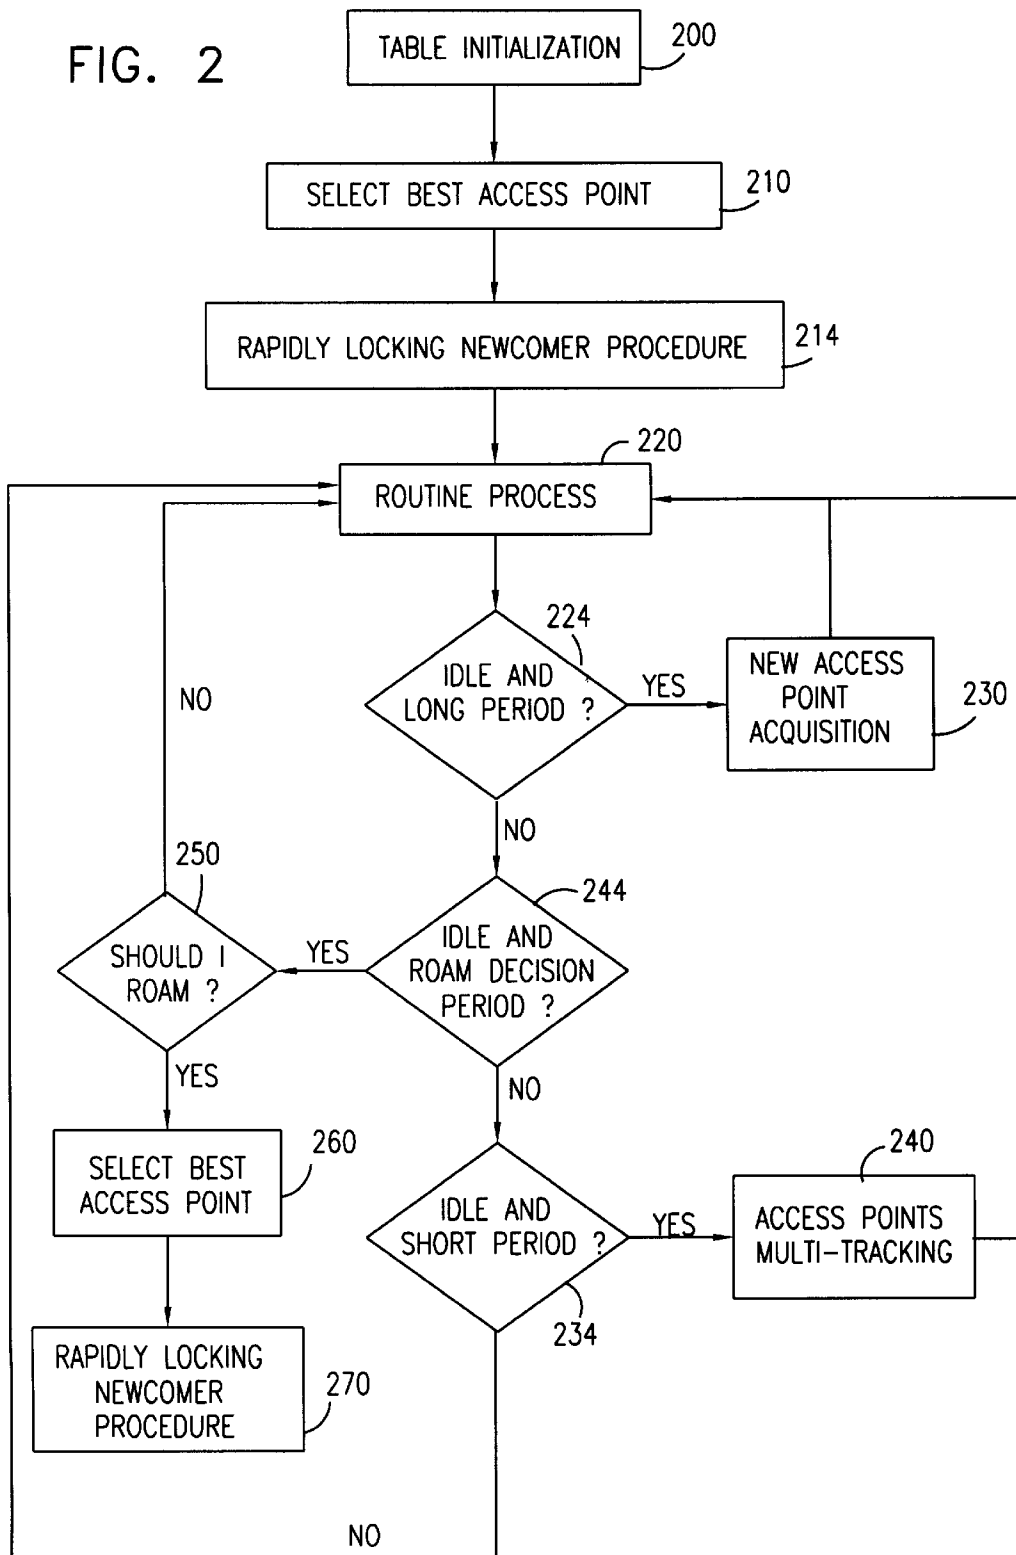 FIG. 2
TABLE INITIALIZATION
200
SELECT BEST ACCESS POINT
210
RAPIDLY LOCKING NEWCOMER PROCEDURE
214
220
ROUTINE PROCESS
224
IDLE AND
LONG PERIOD ?
YES
NEW ACCESS
POINT
ACQUISITION
230
NO
NO
250
244
SHOULD I
ROAM ?
YES
IDLE AND
ROAM DECISION
PERIOD ?
YES
NO
SELECT BEST
ACCESS POINT
260
IDLE AND
SHORT PERIOD ?
YES
240
ACCESS POINTS
MULTI-TRACKING
234
RAPIDLY LOCKING
NEWCOMER
PROCEDURE
270
NO